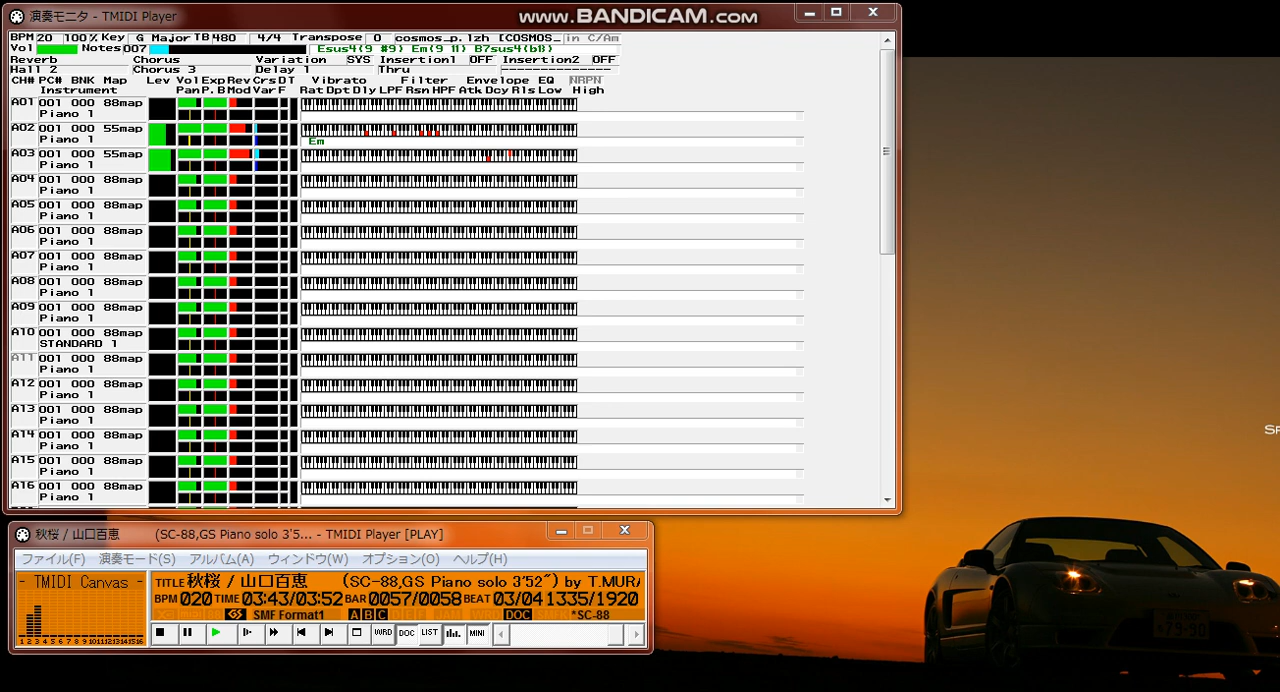 演奏モニタ - TMIDI Player
www.BANDICAM.com
BPM 20 100% Key G Major TB 480 4/4 Transpose 0 cosmos_p.lzh [COSMOS_ in C/Am
Vol Notes 007 Esus4(9 #9) Em(9 11) B7sus4(b13)
Reverb Chorus Variation SYS Insertion1 OFF Insertion2 OFF
Hall 2 Chorus 3 Delay 1 Thru
CH# PC# BNK Map Lev Vol Exp Rev Crs D T Vibrato Filter Envelope EQ NRPN
Instrument Pan P.B Mod Var F Rat Dpt Dly LPF Rsn HPF Atk Dcy Rls Low High
A01 001 000 88map
Piano 1
A02 001 000 55map
Piano 1 Em
A03 001 000 55map
Piano 1
A04 001 000 88map
Piano 1
A05 001 000 88map
Piano 1
A06 001 000 88map
Piano 1
A07 001 000 88map
Piano 1
A08 001 000 88map
Piano 1
A09 001 000 88map
Piano 1
A10 001 000 88map
STANDARD 1
A11 001 000 88map
Piano 1
A12 001 000 88map
Piano 1
A13 001 000 88map
Piano 1
A14 001 000 88map
Piano 1
A15 001 000 88map
Piano 1
A16 001 000 88map
Piano 1
秋桜 / 山口百恵 (SC-88,GS Piano solo 3'5... - TMIDI Player [PLAY]
ファイル(F) 演奏モード(S) アルバム(A) ウィンドウ(W) オプション(O) ヘルプ(H)
- TMIDI Canvas -
TITLE 秋桜 / 山口百恵 (SC-88,GS Piano solo 3'52″) by T.MURA
BPM 020 TIME 03:43/03:52 BAR 0057/0058 BEAT 03/04 1335/1920
GS SMF Format1 A B C DOC *SC-88
1 2 3 4 5 6 7 8 9 10 11 12 13 14 15 16
WRD DOC LIST MINI
79-90